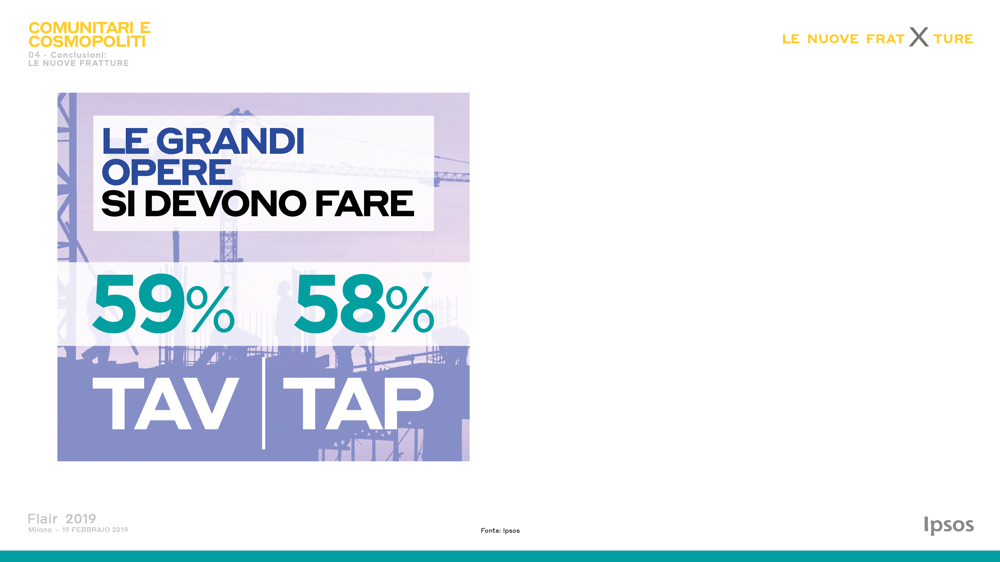 COMUNITARI E
COSMOPOLITI
04 - Conclusioni:
LE NUOVE FRATTURE
LE NUOVE FRAT X TURE
LE GRANDI
OPERE
SI DEVONO FARE
59% 58%
TAV TAP
Flair 2019
Milano - 19 FEBBRAIO 2019
Fonte: Ipsos
Ipsos